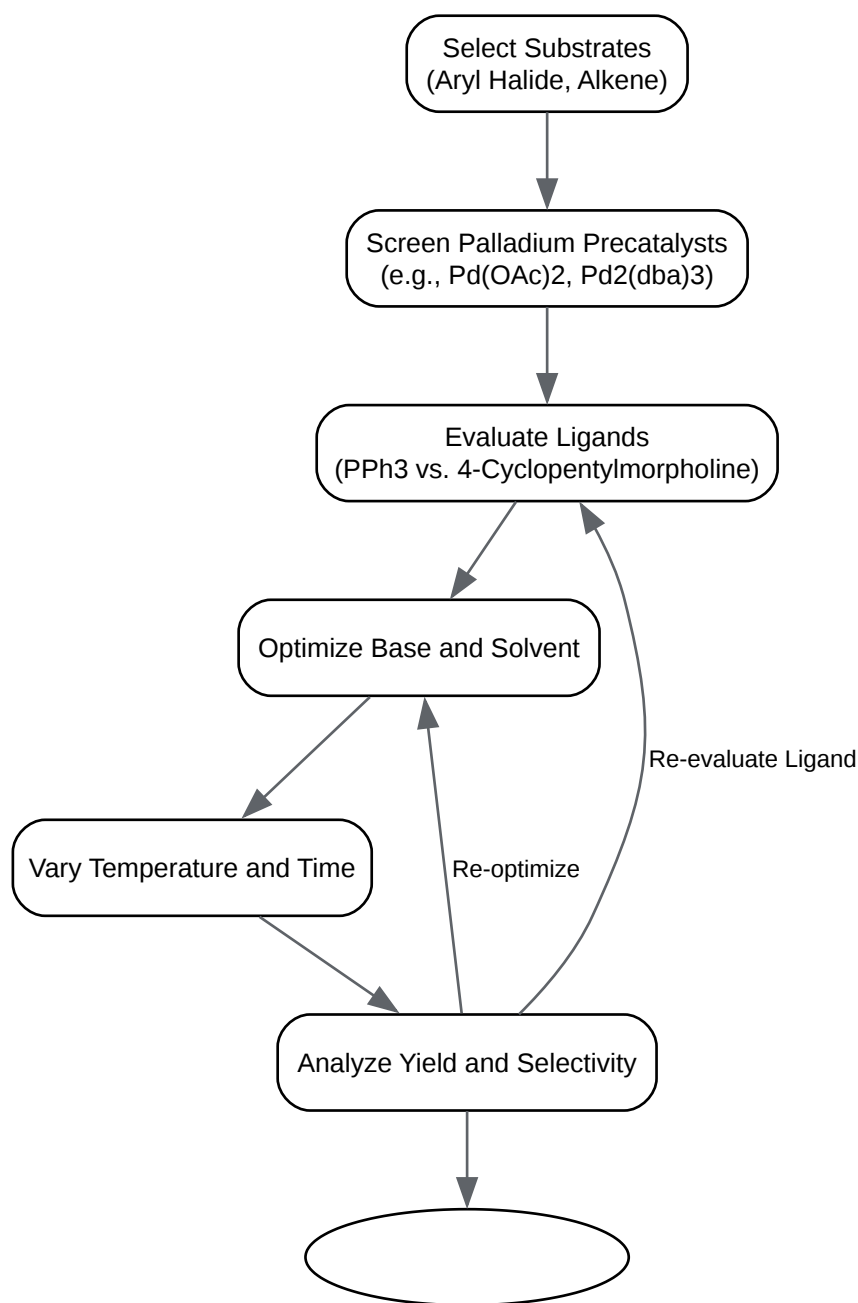 Select Substrates
(Aryl Halide, Alkene)
Screen Palladium Precatalysts
(e.g., Pd(OAc)2, Pd2(dba)3)
Evaluate Ligands
(PPh3 vs. 4-Cyclopentylmorpholine)
Optimize Base and Solvent
Re-evaluate Ligand
Vary Temperature and Time
Re-optimize
Analyze Yield and Selectivity